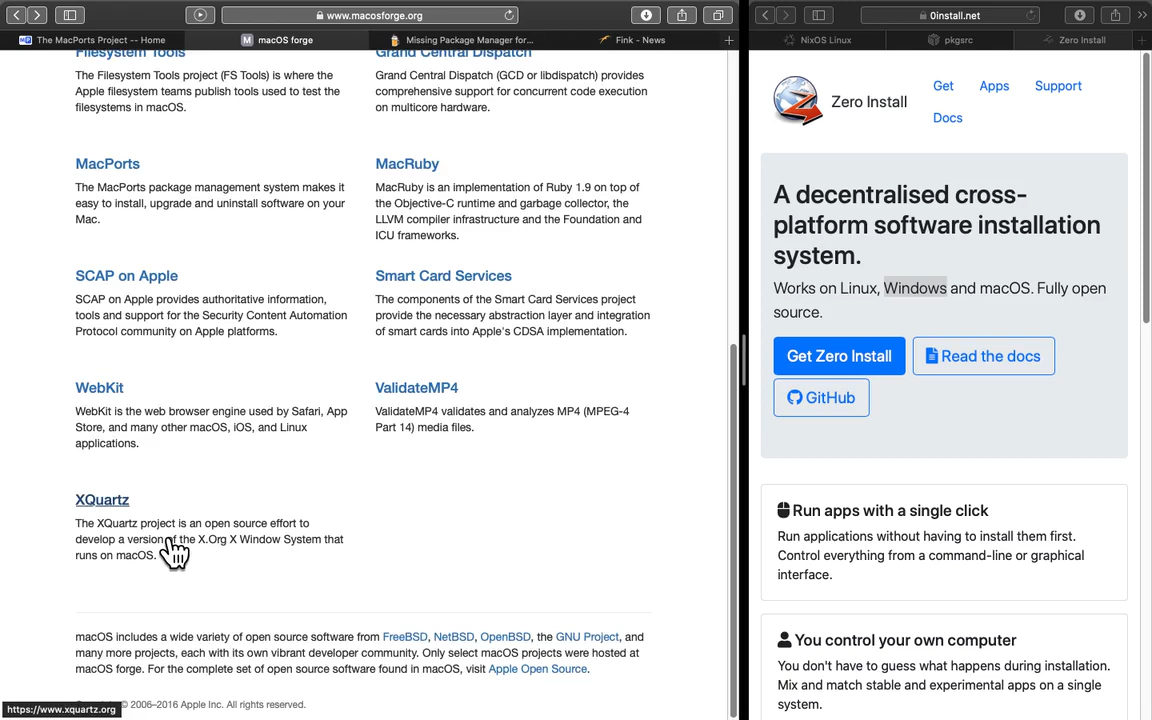 www.macosforge.org
The MacPorts Project -- Home
macOS forge
Missing Package Manager for...
Fink - News
Filesystem Tools
The Filesystem Tools project (FS Tools) is where the
Apple filesystem teams publish tools used to test the
filesystems in macOS.
Grand Central Dispatch
Grand Central Dispatch (GCD or libdispatch) provides
comprehensive support for concurrent code execution
on multicore hardware.
MacPorts
The MacPorts package management system makes it
easy to install, upgrade and uninstall software on your
Mac.
MacRuby
MacRuby is an implementation of Ruby 1.9 on top of
the Objective-C runtime and garbage collector, the
LLVM compiler infrastructure and the Foundation and
ICU frameworks.
SCAP on Apple
SCAP on Apple provides authoritative information,
tools and support for the Security Content Automation
Protocol community on Apple platforms.
Smart Card Services
The components of the Smart Card Services project
provide the necessary abstraction layer and integration
of smart cards into Apple's CDSA implementation.
WebKit
WebKit is the web browser engine used by Safari, App
Store, and many other macOS, iOS, and Linux
applications.
ValidateMP4
ValidateMP4 validates and analyzes MP4 (MPEG-4
Part 14) media files.
XQuartz
The XQuartz project is an open source effort to
develop a version of the X.Org X Window System that
runs on macOS.
macOS includes a wide variety of open source software from FreeBSD, NetBSD, OpenBSD, the GNU Project, and
many more projects, each with its own vibrant developer community. Only select macOS projects were hosted at
macOS forge. For the complete set of open source software found in macOS, visit Apple Open Source.
© 2006–2016 Apple Inc. All rights reserved.
https://www.xquartz.org
0install.net
NixOS Linux
pkgsrc
Zero Install
Zero Install
Get
Apps
Support
Docs
A decentralised cross-
platform software installation
system.
Works on Linux, Windows and macOS. Fully open
source.
Get Zero Install
Read the docs
GitHub
Run apps with a single click
Run applications without having to install them first.
Control everything from a command-line or graphical
interface.
You control your own computer
You don't have to guess what happens during installation.
Mix and match stable and experimental apps on a single
system.